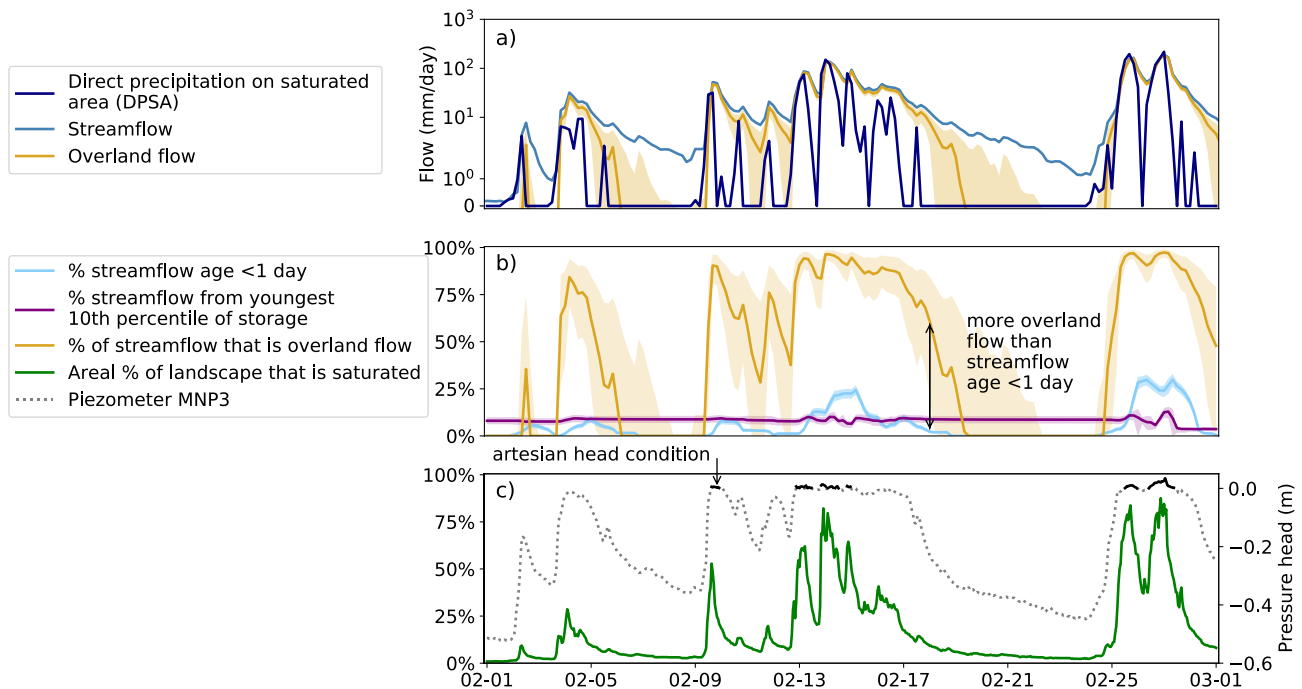 Direct precipitation on saturated
area (DPSA)
Streamflow
Overland flow
a)
Flow (mm/day)
10³
10²
10¹
10⁰
0
% streamflow age <1 day
% streamflow from youngest
10th percentile of storage
% of streamflow that is overland flow
Areal % of landscape that is saturated
Piezometer MNP3
b)
100%
75%
50%
25%
0%
more overland
flow than
streamflow
age <1 day
artesian head condition
c)
100%
75%
50%
25%
0%
0.0
−0.2
−0.4
−0.6
Pressure head (m)
02-01 02-05 02-09 02-13 02-17 02-21 02-25 03-01